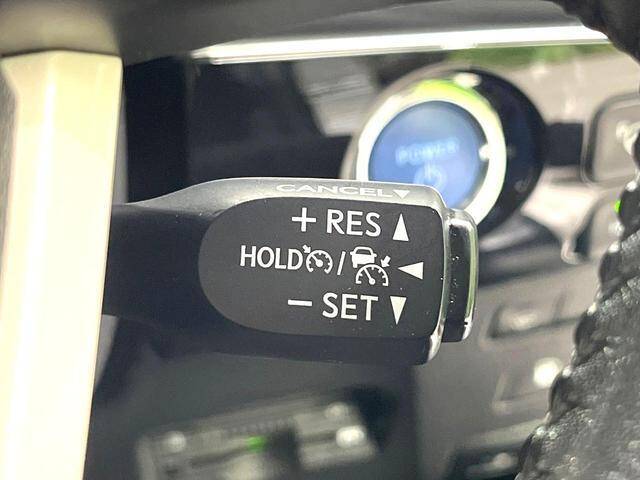 CANCEL▼
+ RES ▲
HOLD / ◀
− SET ▼
POWER